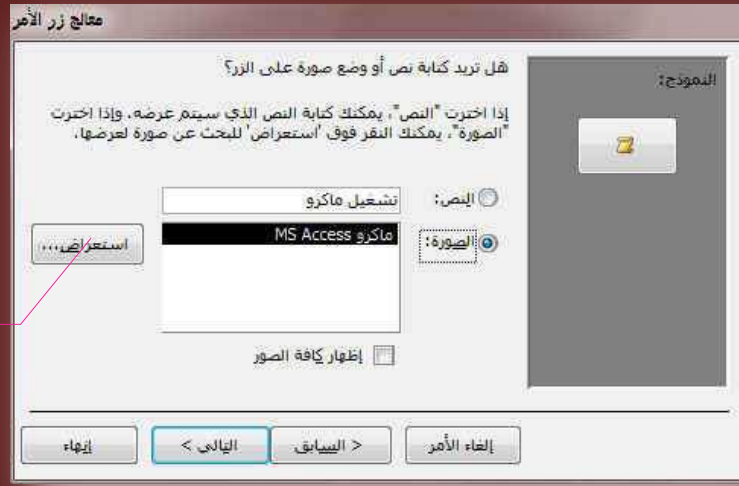 معالج زر الأمر
النموذج:
هل تريد كتابة نص أو وضع صورة على الزر؟
إذا اخترت "النص"، يمكنك كتابة النص الذي سيتم عرضه. وإذا اخترت
"الصورة"، يمكنك النقر فوق 'استعراض' للبحث عن صورة لعرضها.
النص: تشغيل ماكرو
الصورة: ماكرو MS Access استعراض...
إظهار كافة الصور
إلغاء الأمر < السابق التالي > إنهاء